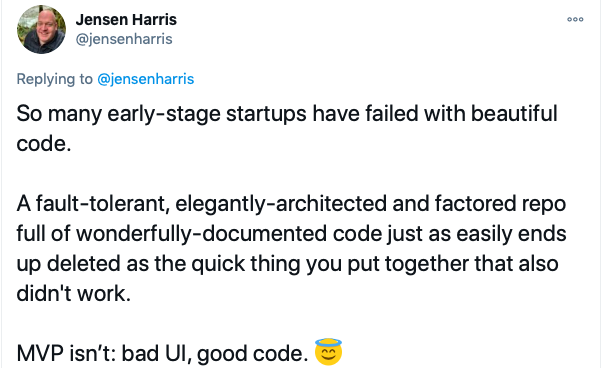 Jensen Harris
@jensenharris
Replying to @jensenharris
So many early-stage startups have failed with beautiful
code.
A fault-tolerant, elegantly-architected and factored repo
full of wonderfully-documented code just as easily ends
up deleted as the quick thing you put together that also
didn't work.
MVP isn’t: bad UI, good code. 😇